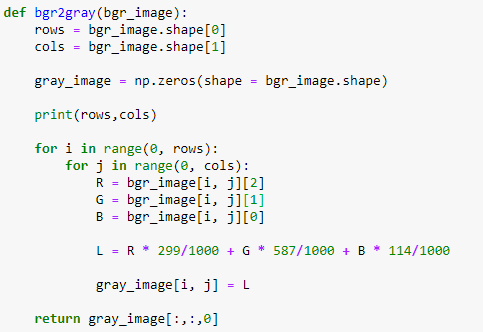 def bgr2gray(bgr_image):
    rows = bgr_image.shape[0]
    cols = bgr_image.shape[1]

    gray_image = np.zeros(shape = bgr_image.shape)

    print(rows,cols)

    for i in range(0, rows):
        for j in range(0, cols):
            R = bgr_image[i, j][2]
            G = bgr_image[i, j][1]
            B = bgr_image[i, j][0]

            L = R * 299/1000 + G * 587/1000 + B * 114/1000

            gray_image[i, j] = L

    return gray_image[:,:,0]